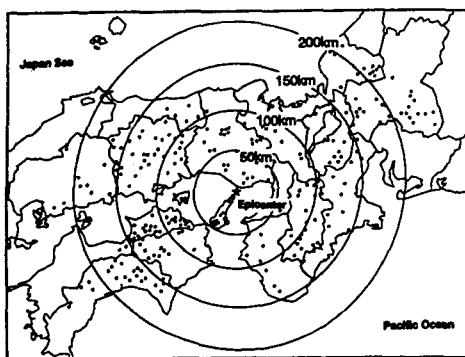 200km
Japan Sea
150km
100km
50km
Epicenter
Pacific Ocean